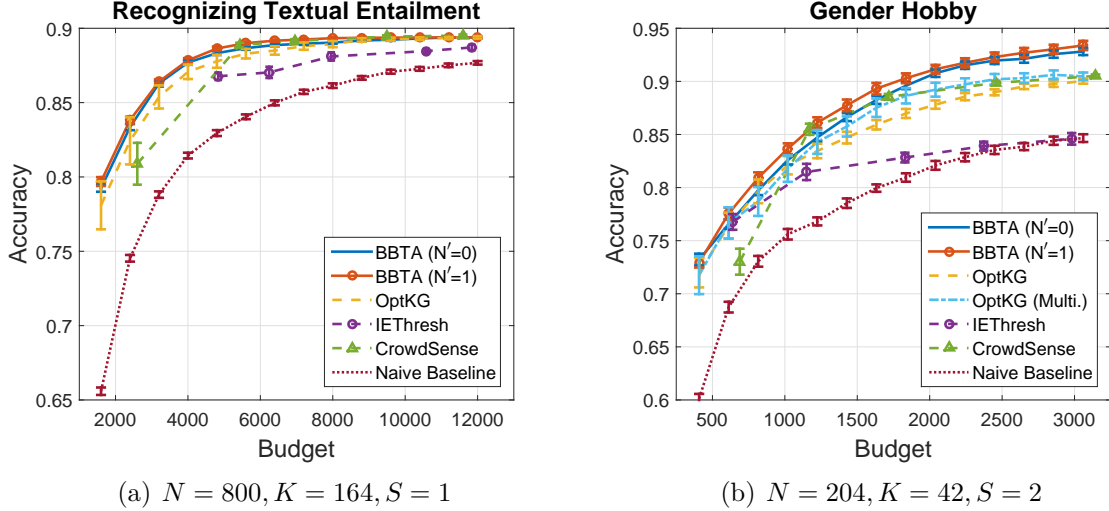 Recognizing Textual Entailment
0.9
0.85
0.8
0.75
0.7
0.65
Accuracy
2000 4000 6000 8000 10000 12000
Budget
BBTA (N'=0)
BBTA (N'=1)
OptKG
IEThresh
CrowdSense
Naive Baseline
(a) N = 800, K = 164, S = 1
Gender Hobby
0.95
0.9
0.85
0.8
0.75
0.7
0.65
0.6
Accuracy
500 1000 1500 2000 2500 3000
Budget
BBTA (N'=0)
BBTA (N'=1)
OptKG
OptKG (Multi.)
IEThresh
CrowdSense
Naive Baseline
(b) N = 204, K = 42, S = 2